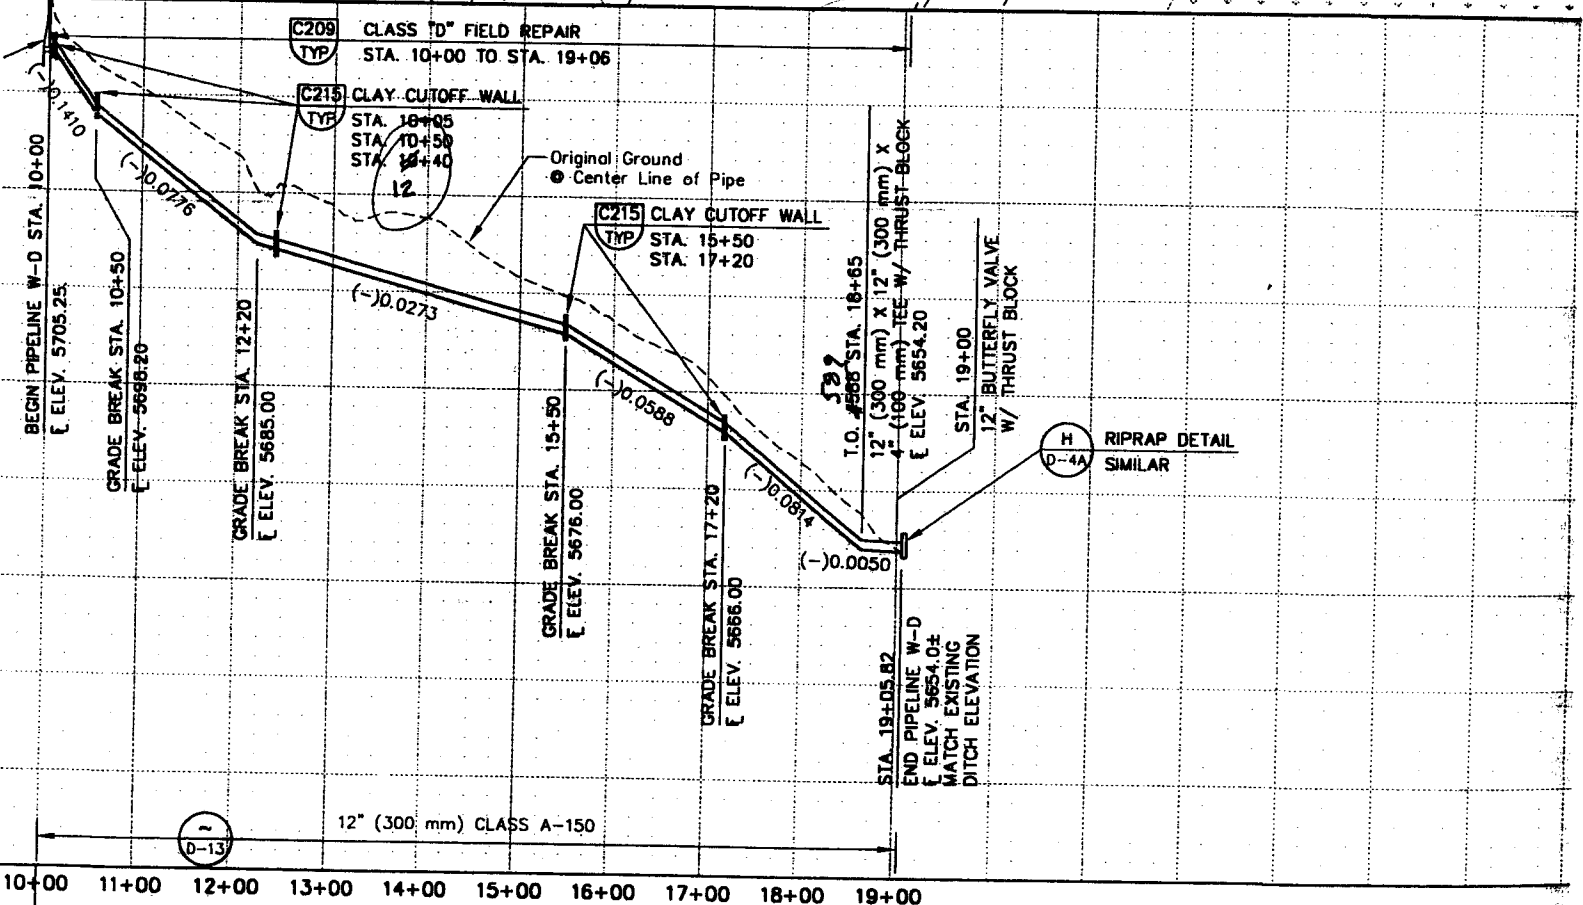 C209 CLASS "D" FIELD REPAIR
TYP STA. 10+00 TO STA. 19+06
C215 CLAY CUTOFF WALL
TYP STA. 10+05
STA. 10+50
STA. +40
12
Original Ground
@ Center Line of Pipe
C215 CLAY CUTOFF WALL
TYP STA. 15+50
STA. 17+20
(-)0.1410
(-)0.0776
(-)0.0273
(-)0.0588
(-)0.0814
(-)0.0050
BEGIN PIPELINE W-D STA. 10+00
℄ ELEV. 5705.25
GRADE BREAK STA. 10+50
℄ ELEV. 5698.20
GRADE BREAK STA. 12+20
℄ ELEV. 5685.00
GRADE BREAK STA. 15+50
℄ ELEV. 5676.00
GRADE BREAK STA. 17+20
℄ ELEV. 5666.00
589
T.O. #588 STA. 18+65
12" (300 mm) X 12" (300 mm) X
4" (100 mm) TEE W/ THRUST BLOCK
℄ ELEV. 5654.20
STA. 19+00
12" BUTTERFLY VALVE
W/ THRUST BLOCK
H RIPRAP DETAIL
D-4A SIMILAR
STA. 19+05.82
END PIPELINE W-D
℄ ELEV. 5654.0±
MATCH EXISTING
DITCH ELEVATION
~
D-13
12" (300 mm) CLASS A-150
10+00 11+00 12+00 13+00 14+00 15+00 16+00 17+00 18+00 19+00